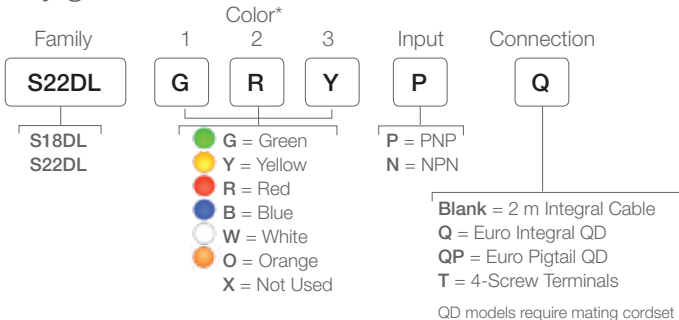 Color*
Family 1 2 3 Input Connection
S22DL G R Y P Q
S18DL
S22DL
G = Green
Y = Yellow
R = Red
B = Blue
W = White
O = Orange
X = Not Used
P = PNP
N = NPN
Blank = 2 m Integral Cable
Q = Euro Integral QD
QP = Euro Pigtail QD
T = 4-Screw Terminals
QD models require mating cordset